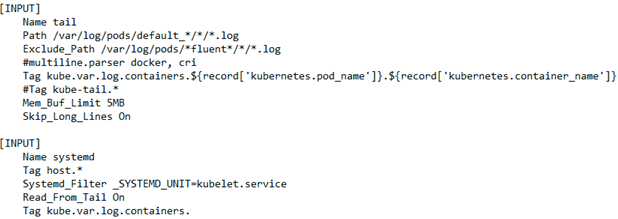 [INPUT]
Name tail
Path /var/log/pods/default_*/*/*.log
Exclude_Path /var/log/pods/*fluent*/*/*.log
#multiline.parser docker, cri
Tag kube.var.log.containers.${record['kubernetes.pod_name']}.${record['kubernetes.container_name']}
#Tag kube-tail.*
Mem_Buf_Limit 5MB
Skip_Long_Lines On
[INPUT]
Name systemd
Tag host.*
Systemd_Filter _SYSTEMD_UNIT=kubelet.service
Read_From_Tail On
Tag kube.var.log.containers.